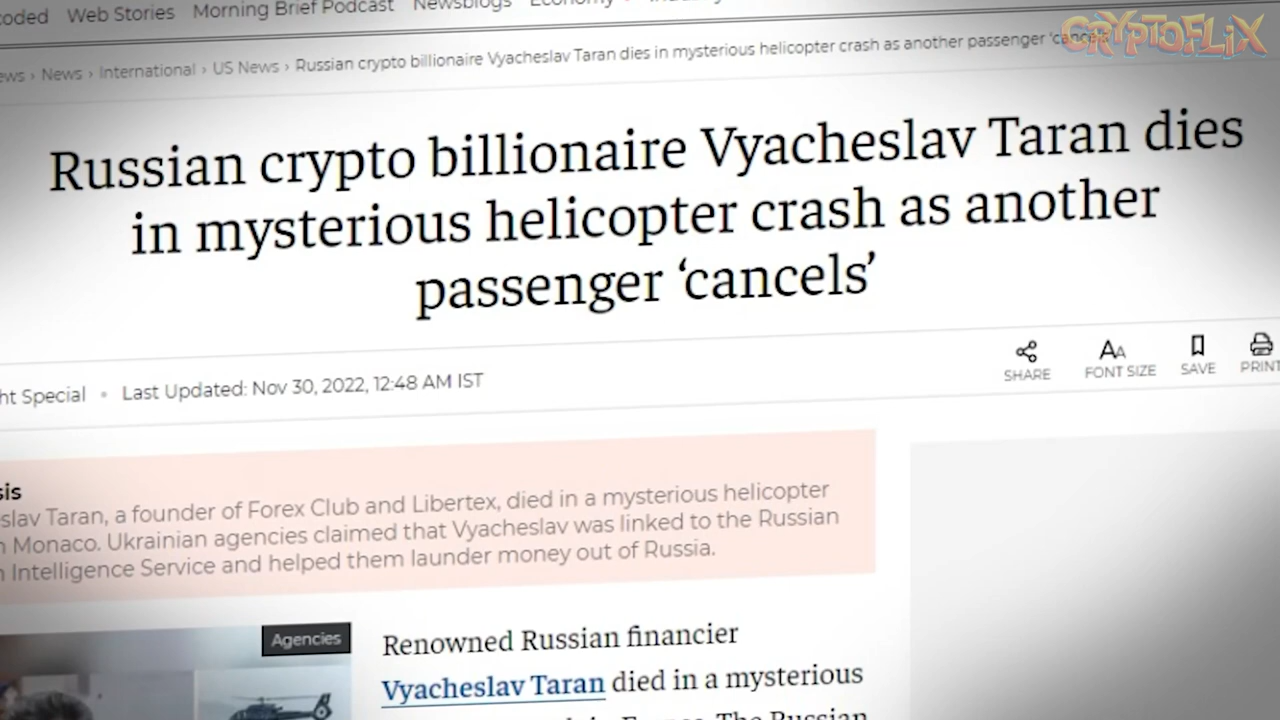 coded Web Stories Morning Brief Podcast Newsblogs Economy
CRYPTOFLIX
ews › News › International › US News › Russian crypto billionaire Vyacheslav Taran dies in mysterious helicopter crash as another passenger 'cancels'
Russian crypto billionaire Vyacheslav Taran dies
in mysterious helicopter crash as another
passenger ‘cancels’
ht Special • Last Updated: Nov 30, 2022, 12:48 AM IST
SHARE
FONT SIZE
SAVE
PRINT
sis
slav Taran, a founder of Forex Club and Libertex, died in a mysterious helicopter
n Monaco. Ukrainian agencies claimed that Vyacheslav was linked to the Russian
n Intelligence Service and helped them launder money out of Russia.
Agencies
Renowned Russian financier
Vyacheslav Taran died in a mysterious
The Russian